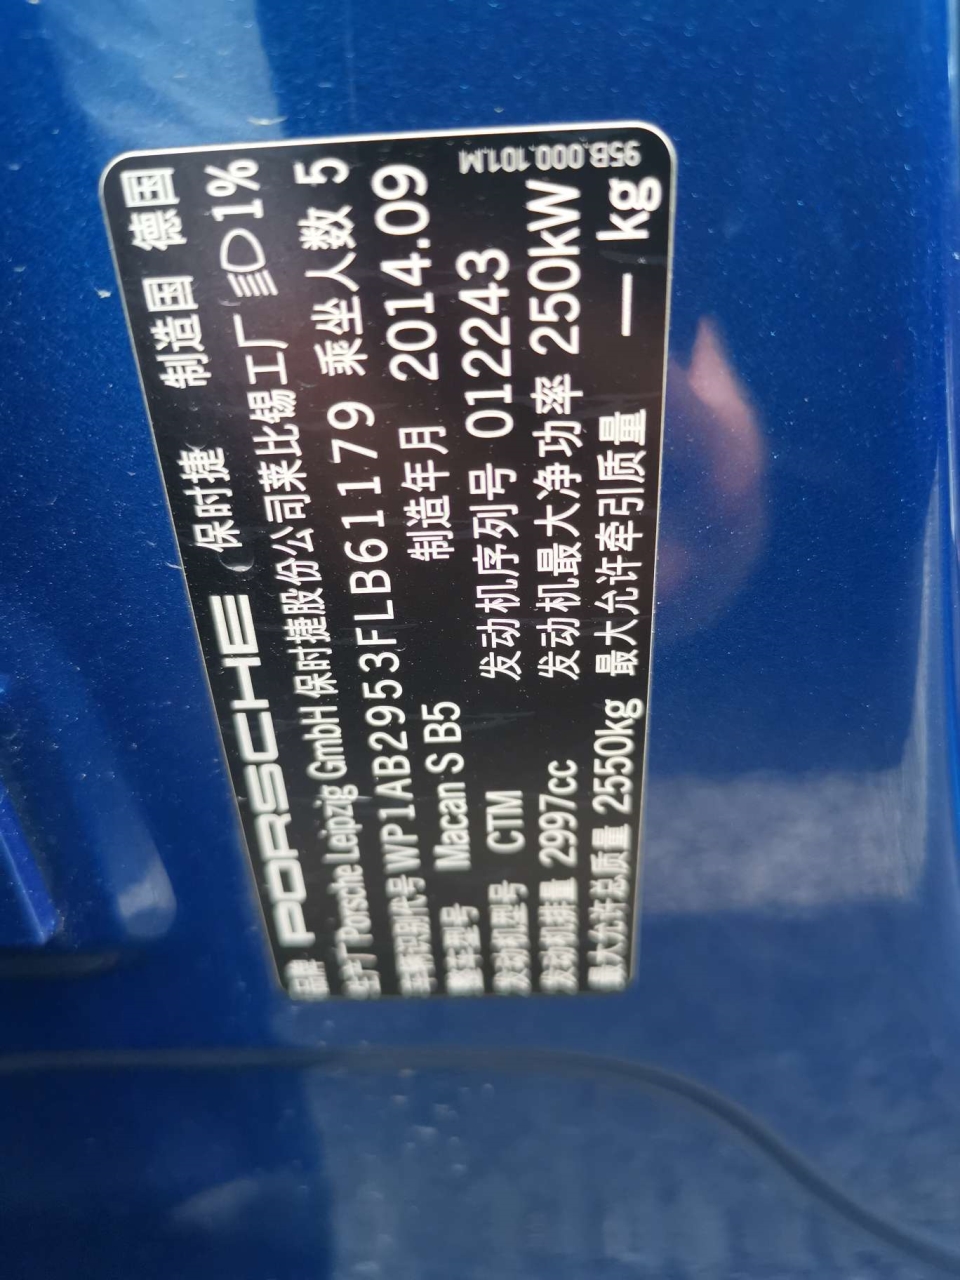 品牌 PORSCHE (保时捷 制造国 德国
生产厂 Porsche Leipzig GmbH 保时捷股份公司莱比锡工厂 1%
车辆识别代号 WP1AB2953FLB61179 乘坐人数 5
整车型号 Macan S B5 制造年月 2014.09
发动机型号 CTM 发动机序列号 012243
发动机排量 2997cc 发动机最大净功率 250kW
最大允许总质量 2550kg 最大允许牵引质量 — kg
95B.000.101.M